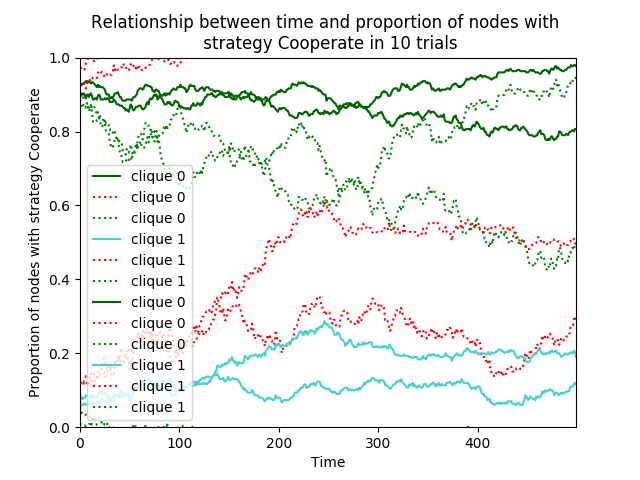 Relationship between time and proportion of nodes with
strategy Cooperate in 10 trials
Proportion of nodes with strategy Cooperate
1.0
0.8
0.6
0.4
0.2
0.0
clique 0
clique 0
clique 0
clique 1
clique 1
clique 1
clique 0
clique 0
clique 0
clique 1
clique 1
clique 1
0
100
200
300
400
Time